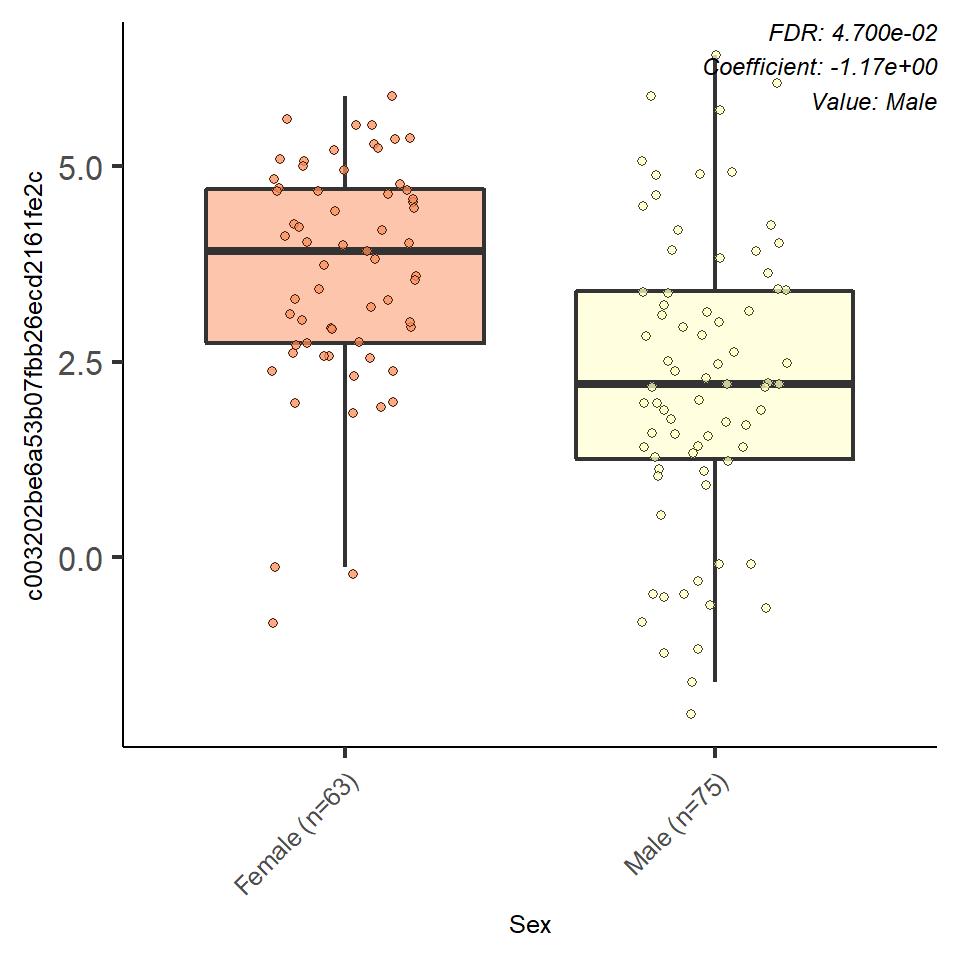 FDR: 4.700e-02
Coefficient: -1.17e+00
Value: Male
c003202be6a53b07fbb26ecd2161fe2c
5.0
2.5
0.0
Female (n=63)
Male (n=75)
Sex